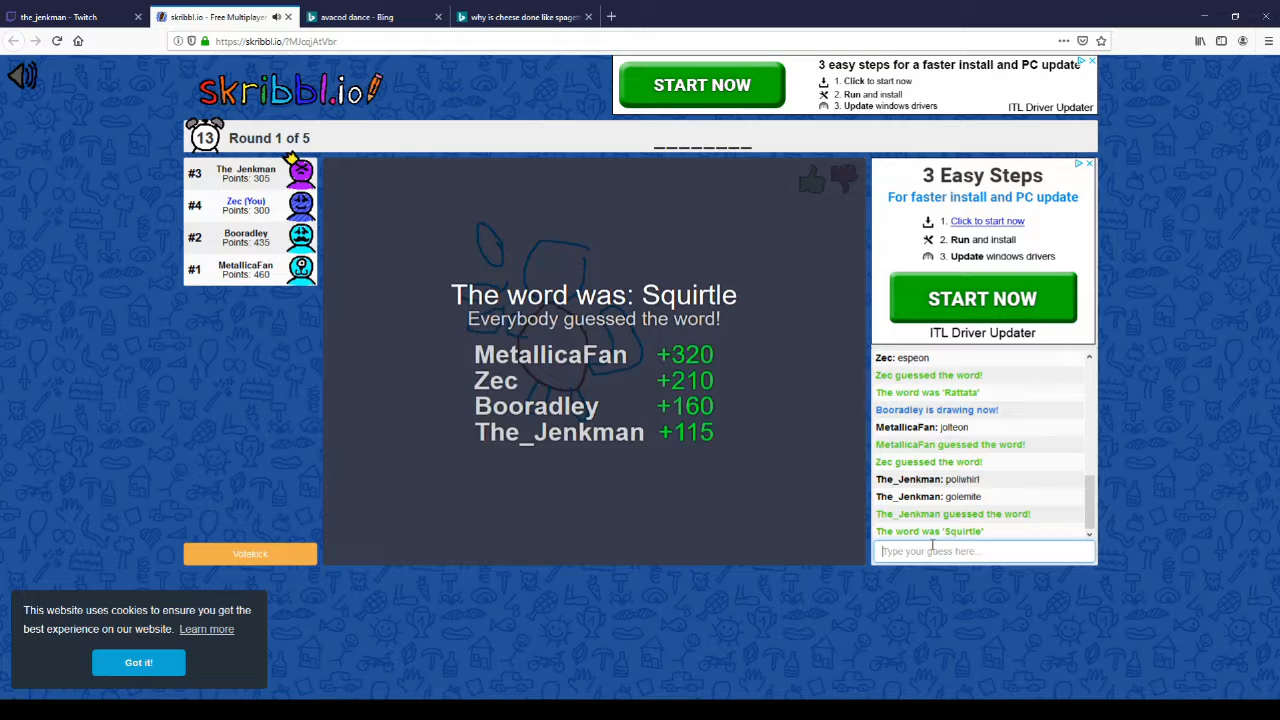 the_jenkman - Twitch
skribbl.io - Free Multiplayer
avacod dance - Bing
why is cheese done like spaget
https://skribbl.io/?MJcqjAtVbr
skribbl.io
START NOW
3 easy steps for a faster install and PC update
1. Click to start now
2. Run and install
3. Update windows drivers
ITL Driver Updater
13
Round 1 of 5
________
#3
The_Jenkman
Points: 305
#4
Zec (You)
Points: 300
#2
Booradley
Points: 435
#1
MetallicaFan
Points: 460
Votekick
The word was: Squirtle
Everybody guessed the word!
MetallicaFan +320
Zec +210
Booradley +160
The_Jenkman +115
3 Easy Steps
For faster install and PC update
1. Click to start now
2. Run and install
3. Update windows drivers
START NOW
ITL Driver Updater
Zec: espeon
Zec guessed the word!
The word was 'Rattata'
Booradley is drawing now!
MetallicaFan: jolteon
MetallicaFan guessed the word!
Zec guessed the word!
The_Jenkman: poliwhirl
The_Jenkman: golemite
The_Jenkman guessed the word!
The word was 'Squirtle'
Type your guess here...
This website uses cookies to ensure you get the
best experience on our website. Learn more
Got it!